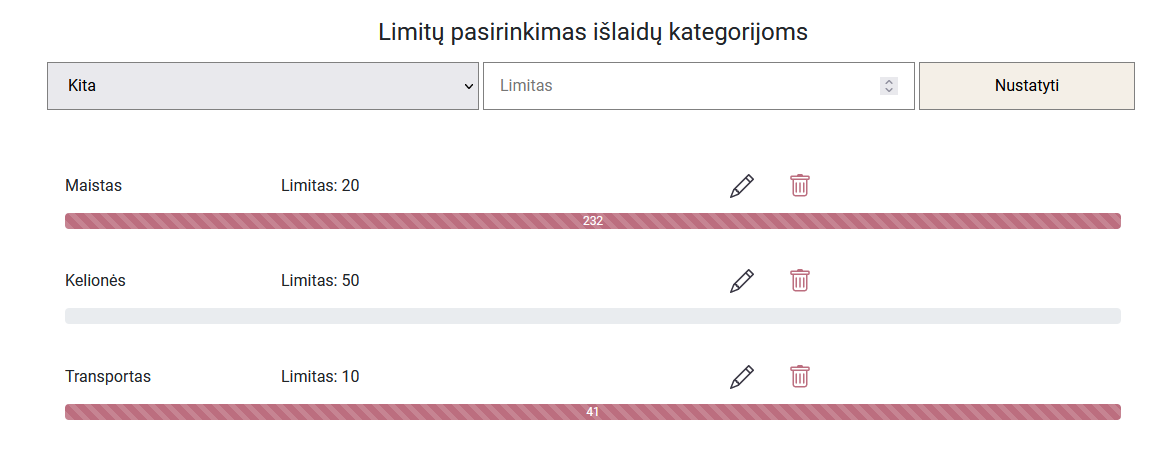 Limitų pasirinkimas išlaidų kategorijoms
Kita Limitas Nustatyti
Maistas Limitas: 20
232
Kelionės Limitas: 50
Transportas Limitas: 10
41